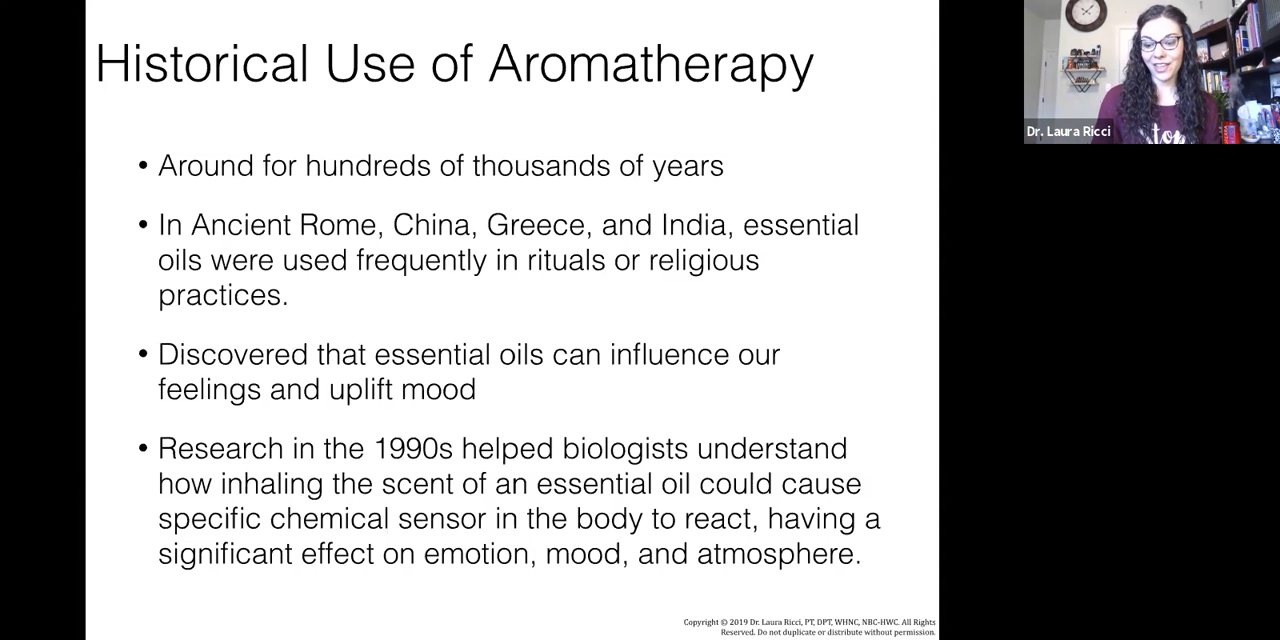 Historical Use of Aromatherapy
• Around for hundreds of thousands of years
• In Ancient Rome, China, Greece, and India, essential
oils were used frequently in rituals or religious
practices.
• Discovered that essential oils can influence our
feelings and uplift mood
• Research in the 1990s helped biologists understand
how inhaling the scent of an essential oil could cause
specific chemical sensor in the body to react, having a
significant effect on emotion, mood, and atmosphere.
Copyright © 2019 Dr. Laura Ricci, PT, DPT, WHNC, NBC-HWC. All Rights
Reserved. Do not duplicate or distribute without permission.
Dr. Laura Ricci